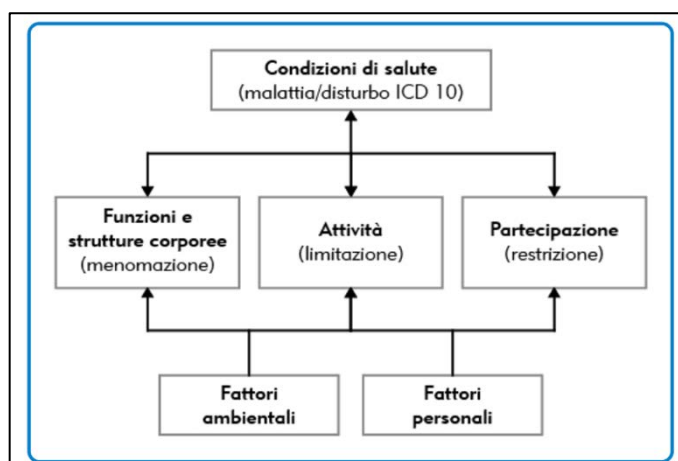 Condizioni di salute
(malattia/disturbo ICD 10)
Funzioni e
strutture corporee
(menomazione)
Attività
(limitazione)
Partecipazione
(restrizione)
Fattori
ambientali
Fattori
personali